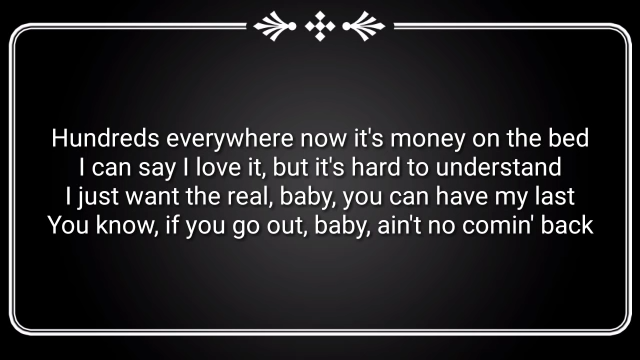 Hundreds everywhere now it's money on the bed
I can say I love it, but it's hard to understand
I just want the real, baby, you can have my last
You know, if you go out, baby, ain't no comin' back